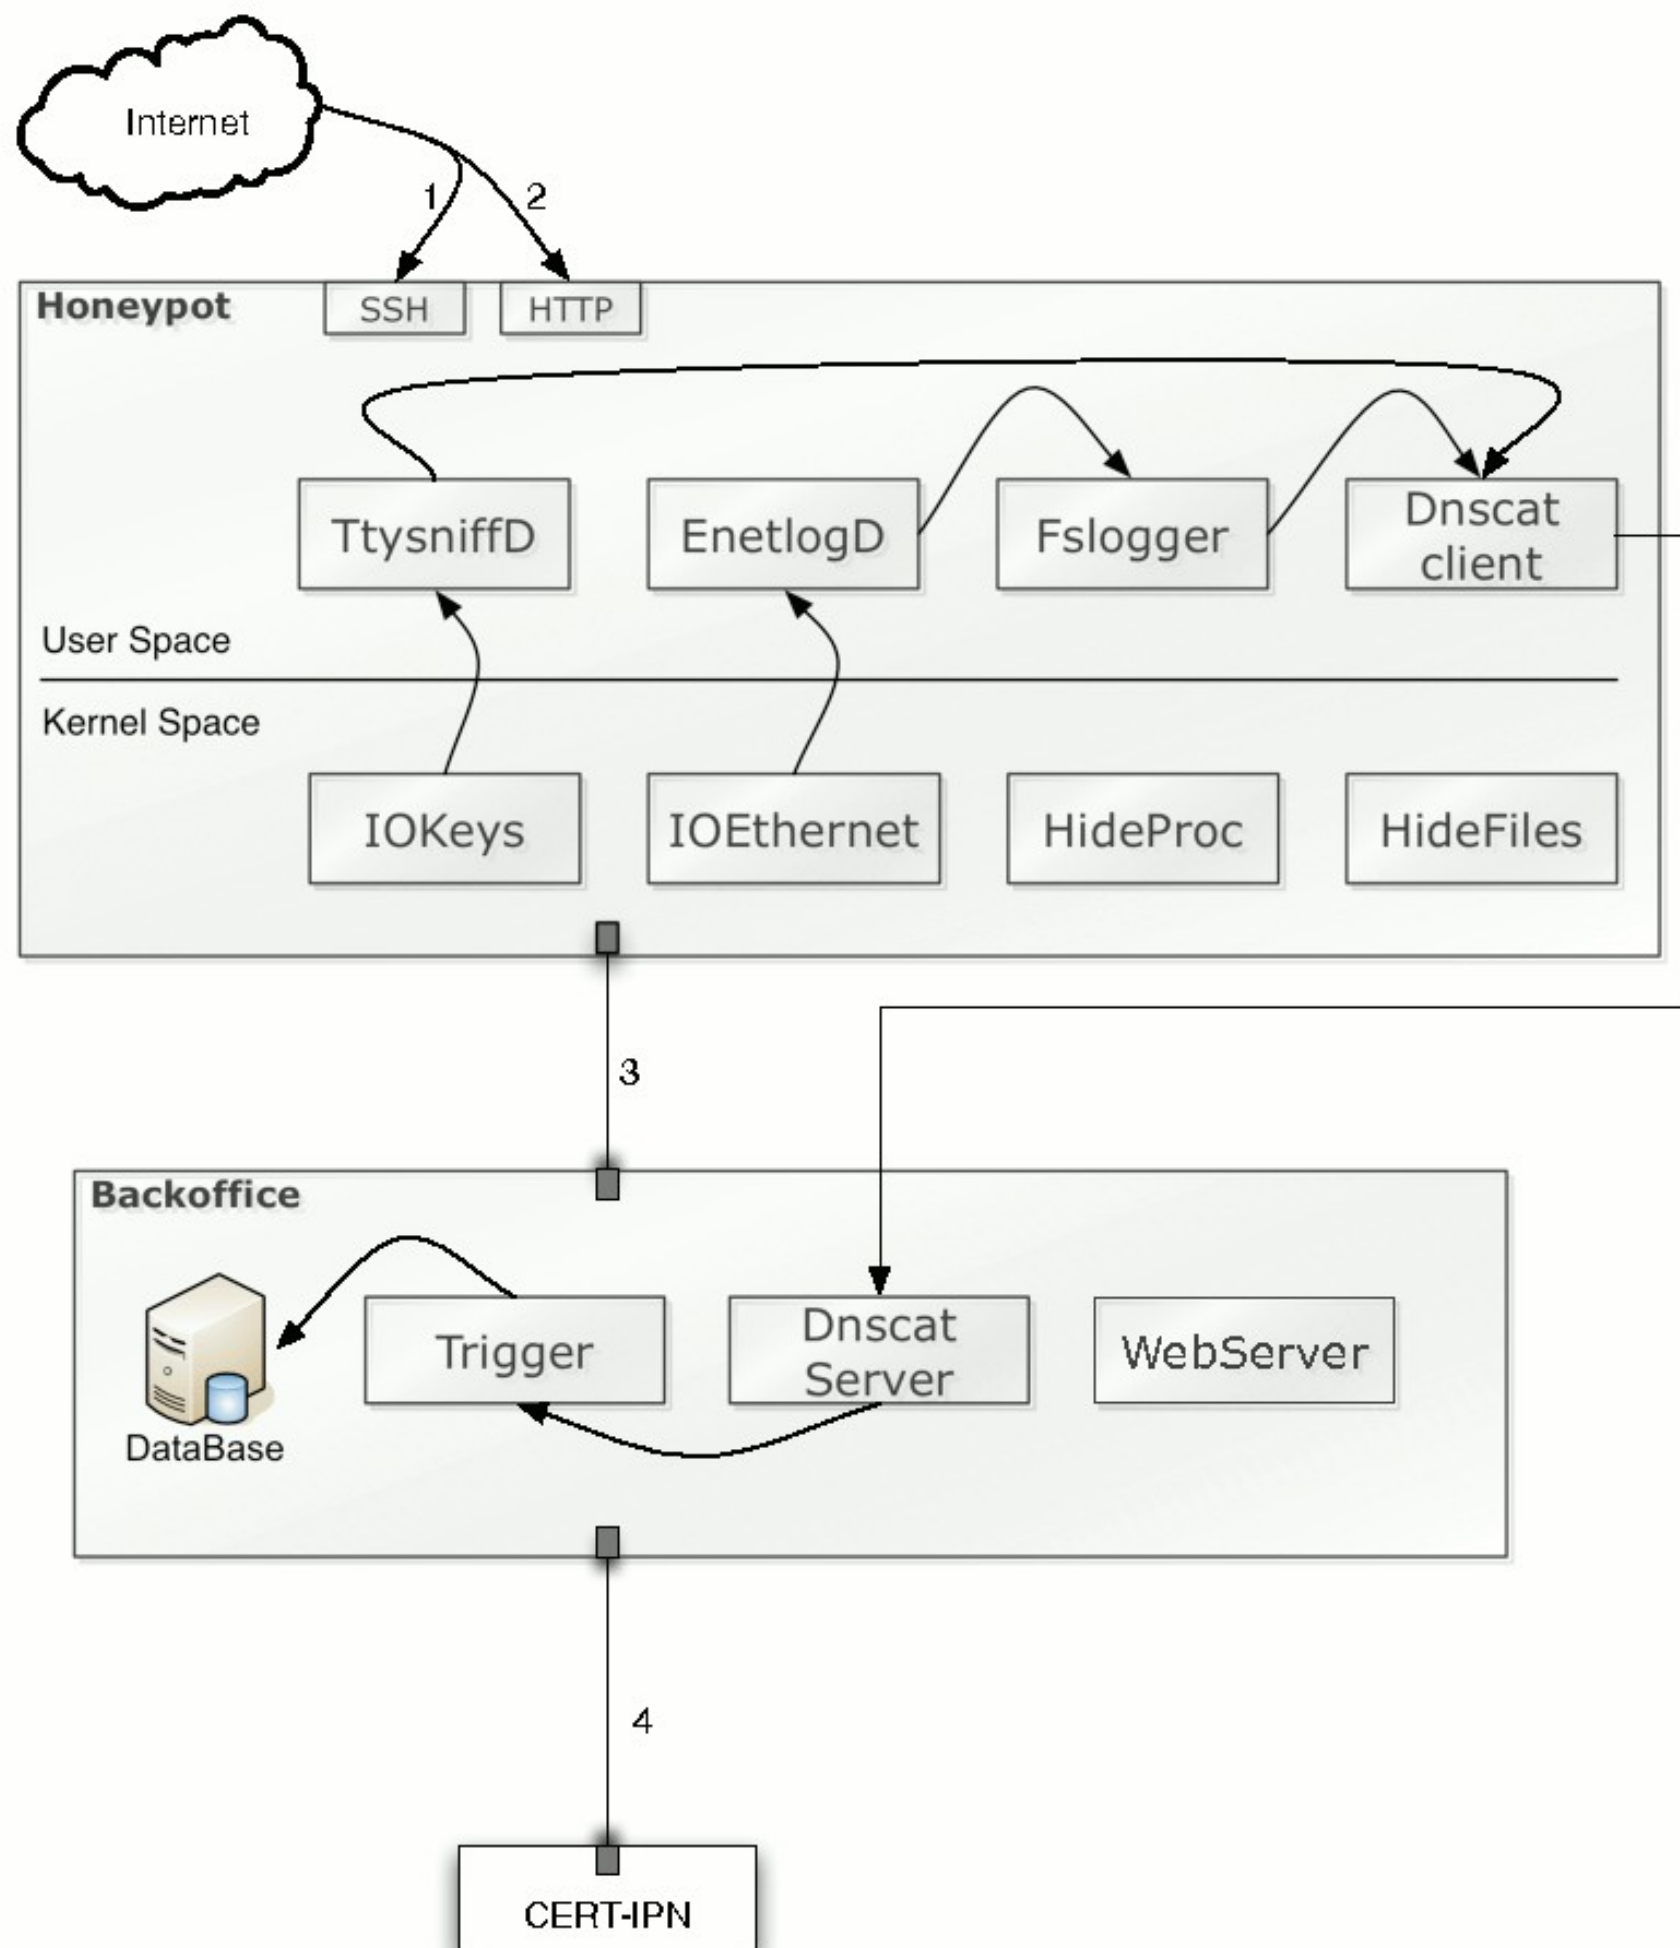 Internet
1
2
Honeypot
SSH
HTTP
TtysniffD
EnetlogD
Fslogger
Dnscat
client
User Space
Kernel Space
IOKeys
IOEthernet
HideProc
HideFiles
3
Backoffice
Trigger
Dnscat
Server
WebServer
DataBase
4
CERT-IPN